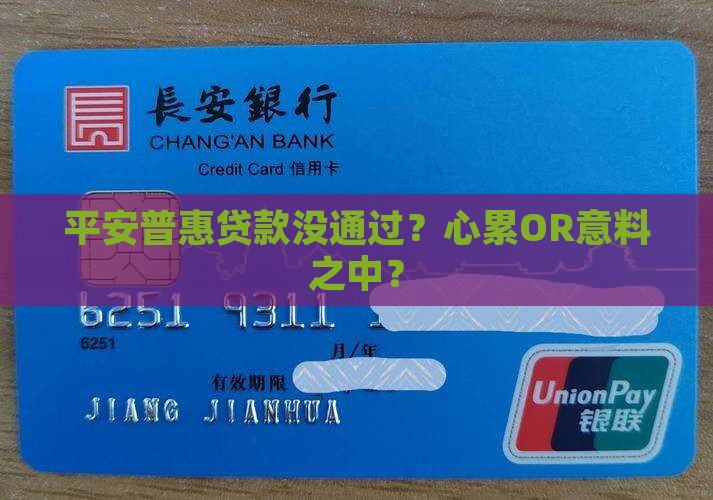 長安銀行
CHANG'AN BANK
Credit Card 信用卡
平安普惠贷款没通过？心累OR意料
之中？
6251 9311 1
6251
月/年
有效期限
JIANG JIANHUA
UnionPay
银联